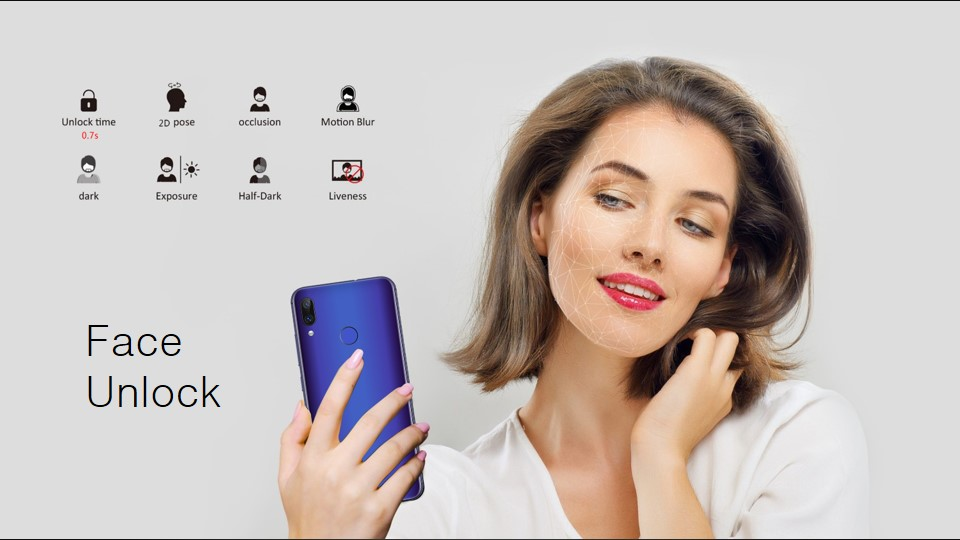 Unlock time
0.7s
2D pose
occlusion
Motion Blur
dark
Exposure
Half-Dark
Liveness
Face
Unlock